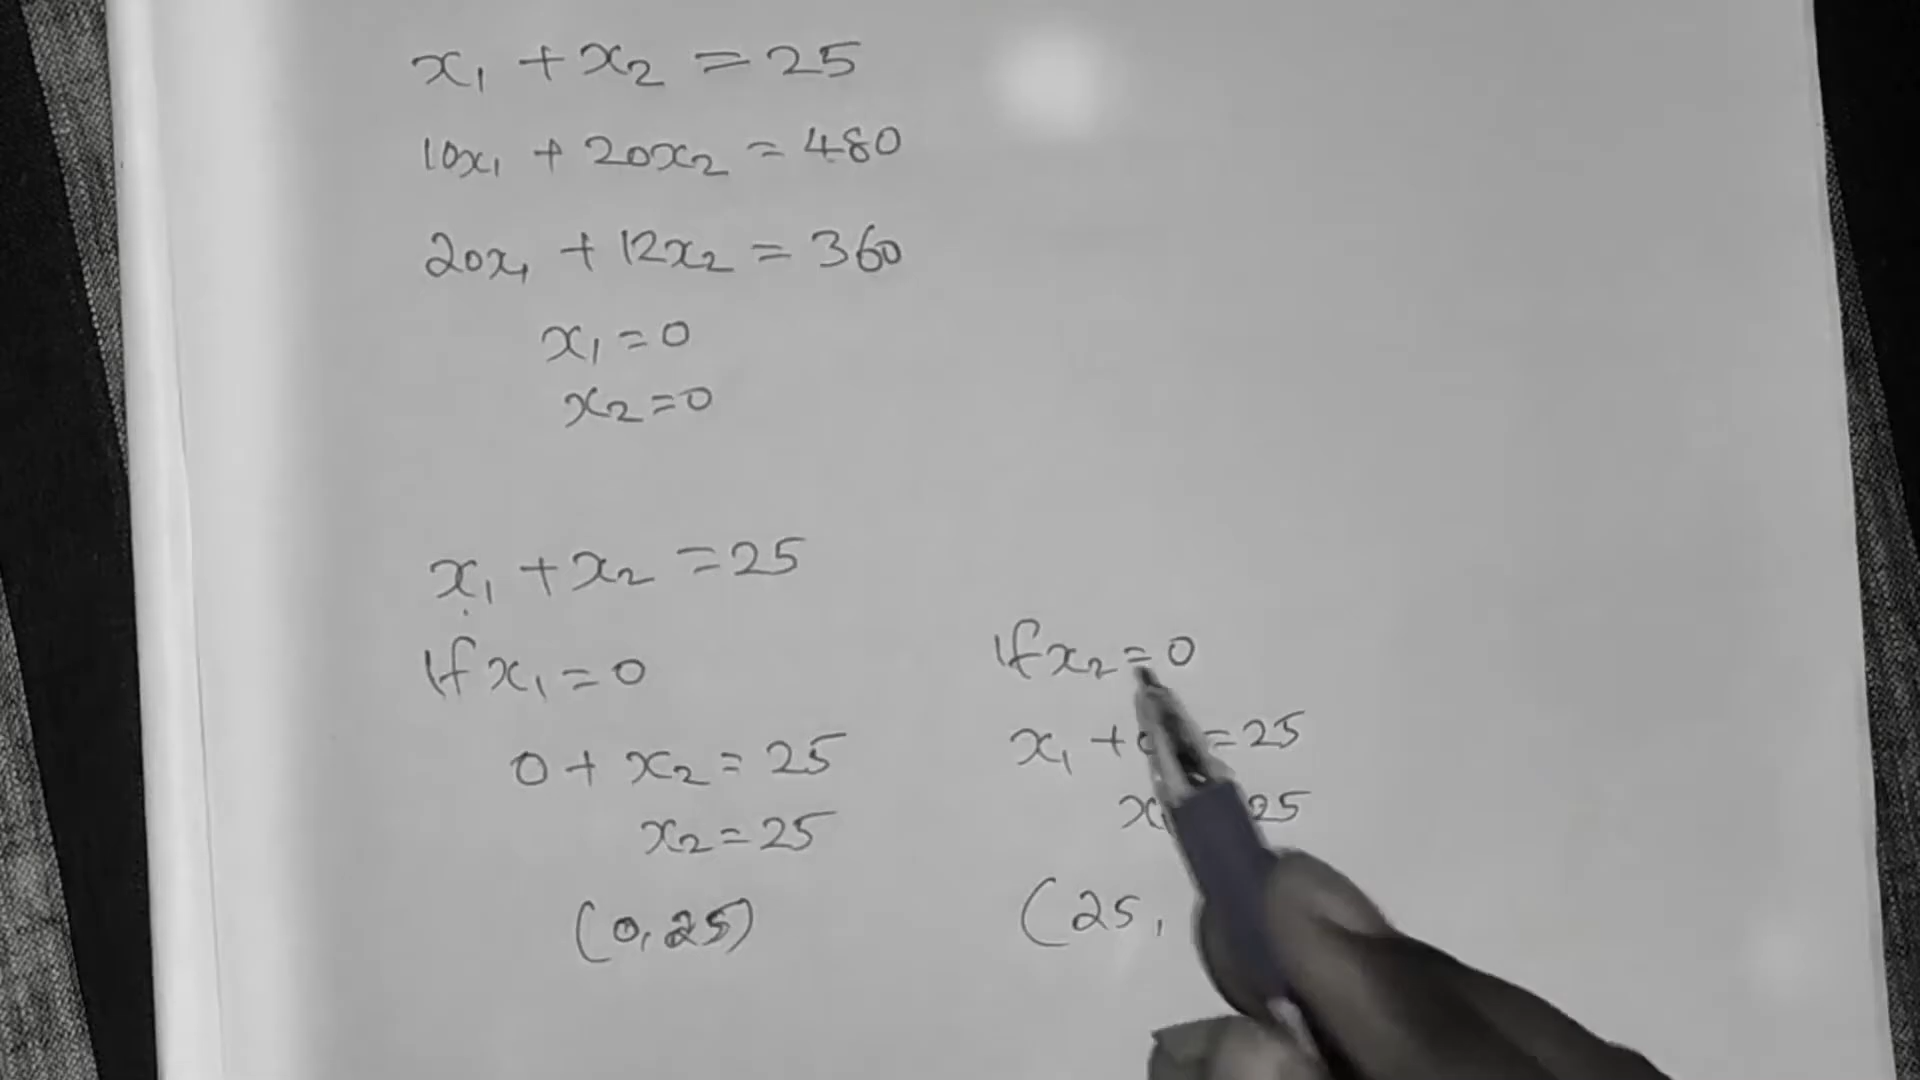 x₁ + x₂ = 25
10x₁ + 20x₂ = 480
20x₁ + 12x₂ = 360
x₁ = 0
x₂ = 0
x₁ + x₂ = 25
If x₁ = 0
0 + x₂ = 25
x₂ = 25
(0, 25)
If x₂ = 0
x₁ + = 25
x 25
(25,